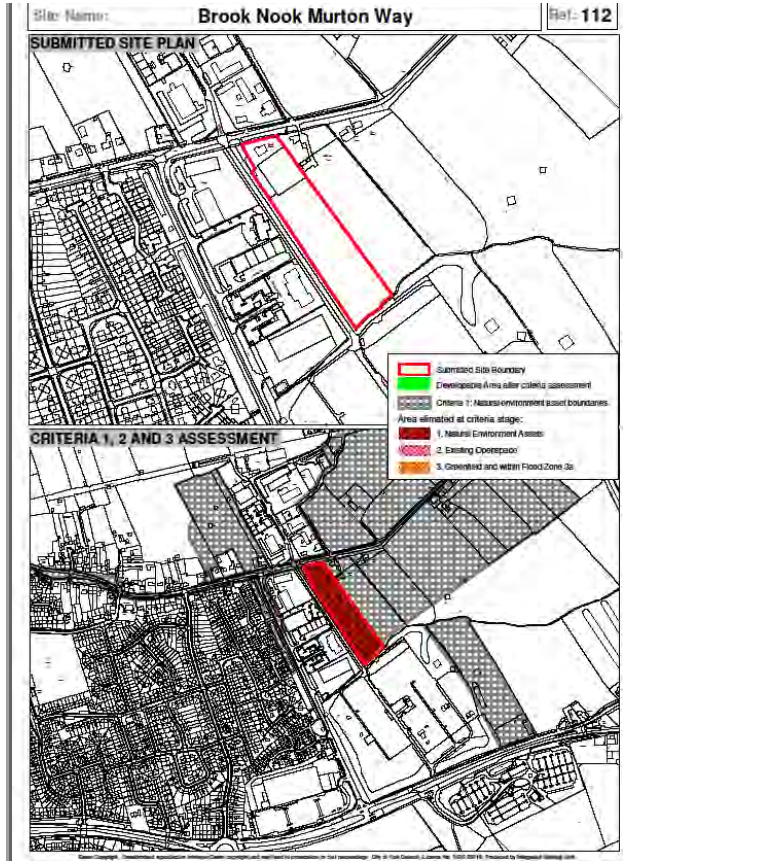 Site Name: Brook Nook Murton Way Ref: 112
SUBMITTED SITE PLAN
Submitted Site Boundary
Developable Area after criteria assessment
Criteria 1: Natural environment asset boundaries
Area elimated at criteria stage:
1. Natural Environment Assets
2. Existing Openspace
3. Greenfield and within Flood Zone 3a
CRITERIA 1, 2 AND 3 ASSESSMENT